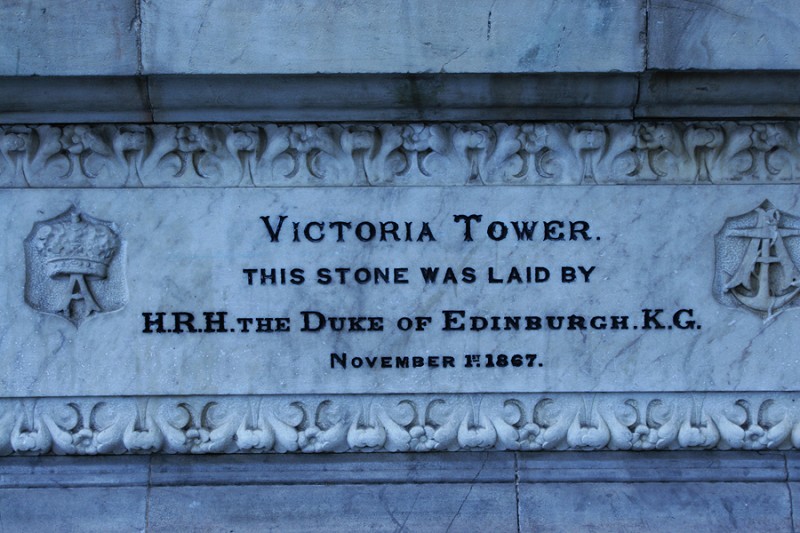 VICTORIA TOWER.
THIS STONE WAS LAID BY
H.R.H. THE DUKE OF EDINBURGH. K.G.
NOVEMBER 1ST. 1867.
A
A